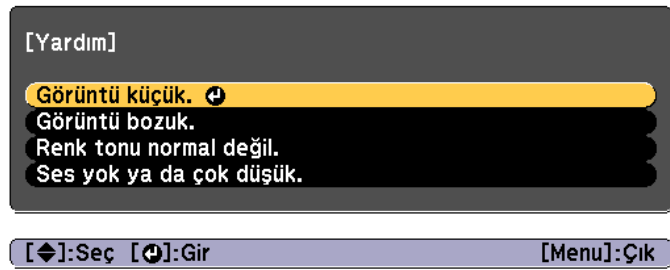 [Yardım]
Görüntü küçük.
Görüntü bozuk.
Renk tonu normal değil.
Ses yok ya da çok düşük.
[◆]:Seç [↵]:Gir [Menu]:Çık